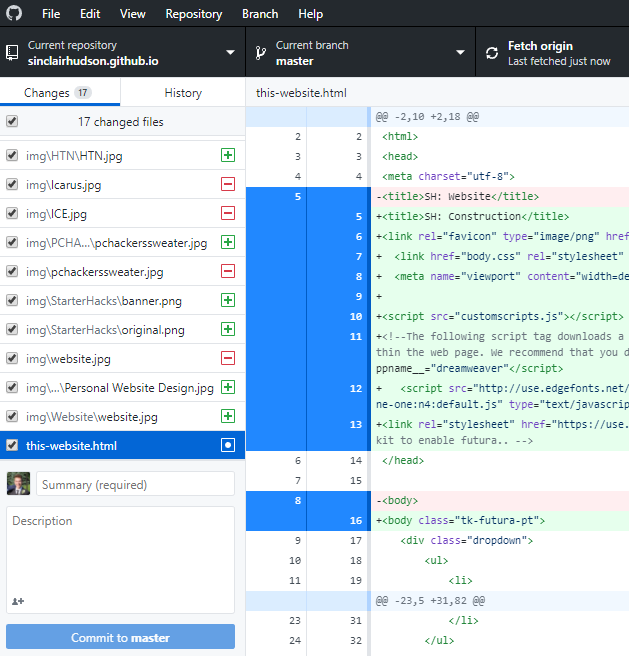 File Edit View Repository Branch Help
Current repository
sinclairhudson.github.io
Current branch
master
Fetch origin
Last fetched just now
Changes 17 History
17 changed files
img\HTN\HTN.jpg
img\Icarus.jpg
img\ICE.jpg
img\PCHA...\pchackerssweater.jpg
img\pchackerssweater.jpg
img\StarterHacks\banner.png
img\StarterHacks\original.png
img\website.jpg
img\...\Personal Website Design.jpg
img\Website\website.jpg
this-website.html
Summary (required)
Description
Commit to master
this-website.html
@@ -2,10 +2,18 @@
2 2 <html>
3 3 <head>
4 4 <meta charset="utf-8">
5 -<title>SH: Website</title>
5 +<title>SH: Construction</title>
6 +<link rel="favicon" type="image/png" href
7 +  <link href="body.css" rel="stylesheet"
8 +  <meta name="viewport" content="width=de
9 +
10 +<script src="customscripts.js"></script>
11 +<!--The following script tag downloads a
thin the web page. We recommend that you d
ppname__="dreamweaver"</script>
12 +   <script src="http://use.edgefonts.net/
ne-one:n4:default.js" type="text/javascrip
13 +<link rel="stylesheet" href="https://use.
kit to enable futura.. -->
6 14 </head>
7 15
8 -<body>
16 +<body class="tk-futura-pt">
9 17 <div class="dropdown">
10 18 <ul>
11 19 <li>
@@ -23,5 +31,82 @@
23 31 </li>
24 32 </ul>